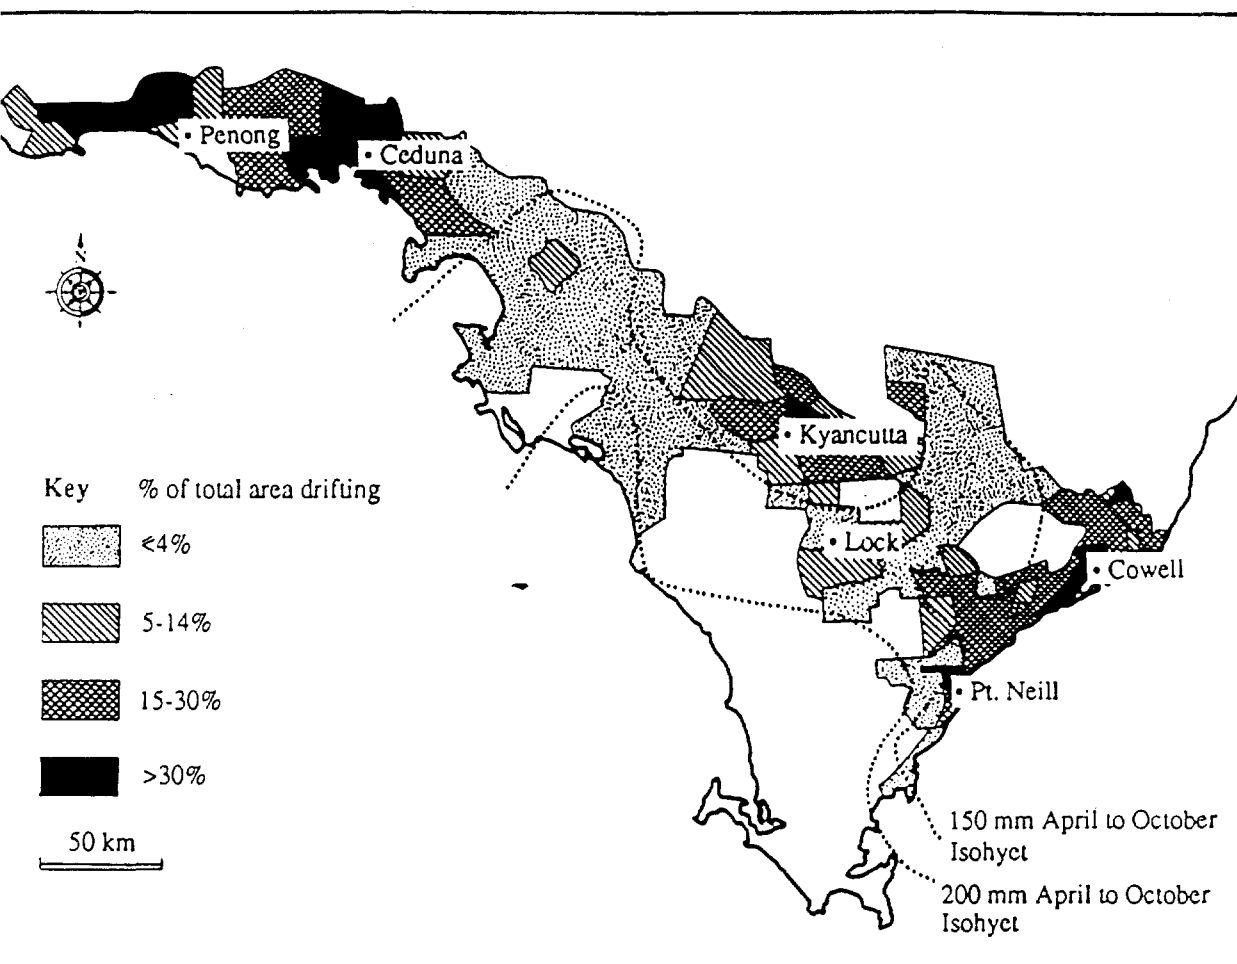 • Penong
• Ceduna
N
• Kyancutta
Key % of total area drifting
≤4%
• Lock
• Cowell
5-14%
15-30%
• Pt. Neill
>30%
50 km
150 mm April to October
Isohyet
200 mm April to October
Isohyet